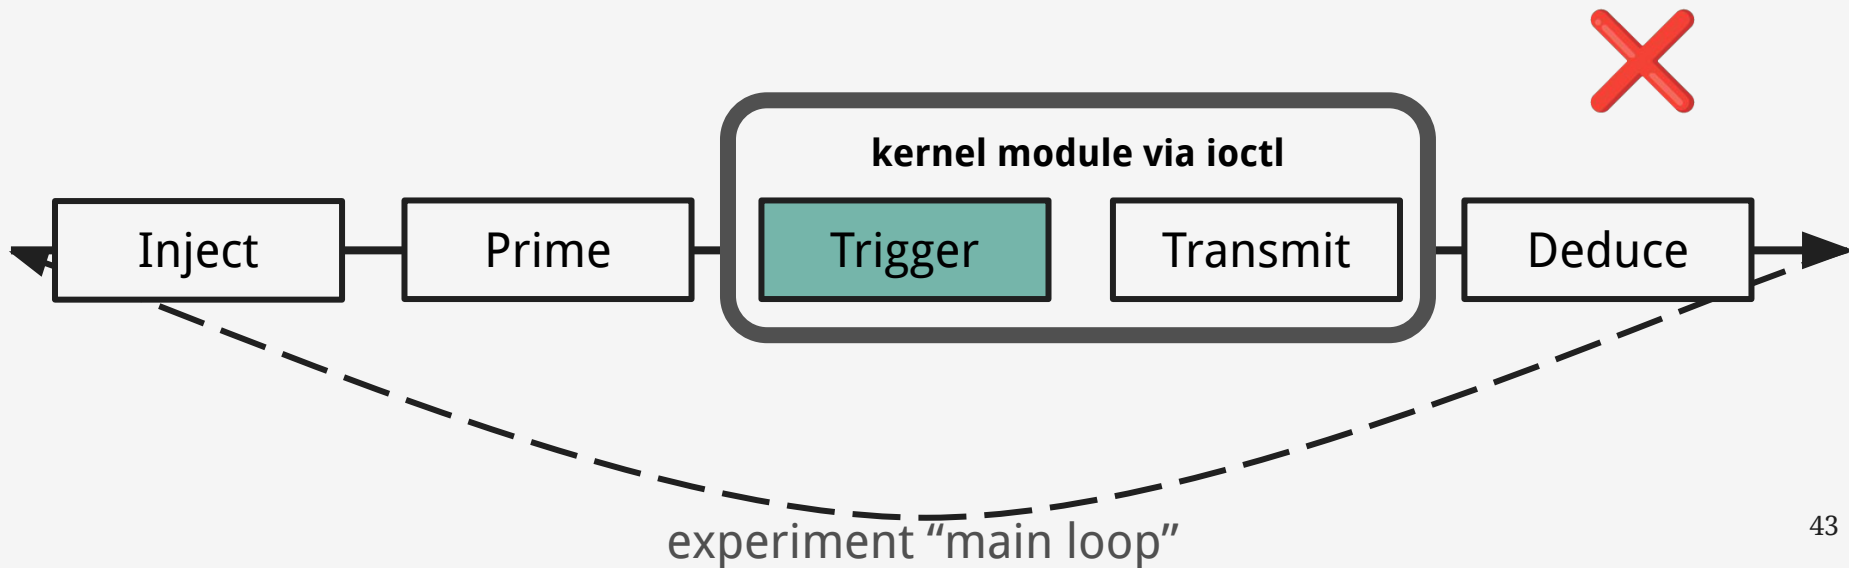 kernel module via ioctl
Inject
Prime
Trigger
Transmit
Deduce
experiment “main loop”
43